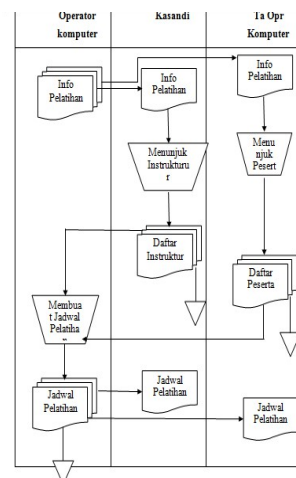 Operator
komputer
Kasandi
Ta Opr
Komputer
Info
Pelatihan
Info
Pelatihan
Info
Pelatihan
Menunjuk
Instrukturu
r
Menu
njuk
Pesert
Daftar
Instruktur
Daftar
Peserta
Membua
t Jadwal
Pelatiha
Jadwal
Pelatihan
Jadwal
Pelatihan
Jadwal
Pelatihan